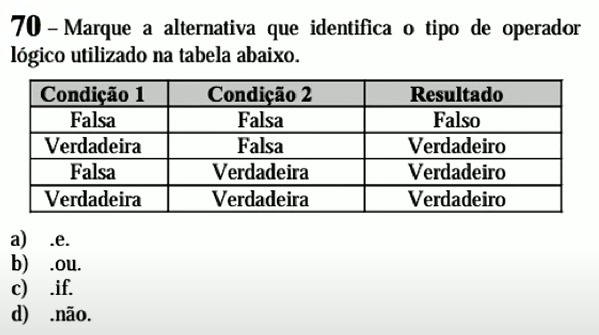 70 – Marque a alternativa que identifica o tipo de operador
lógico utilizado na tabela abaixo.
Condição 1 Condição 2 Resultado
Falsa Falsa Falso
Verdadeira Falsa Verdadeiro
Falsa Verdadeira Verdadeiro
Verdadeira Verdadeira Verdadeiro
a) .e.
b) .ou.
c) .if.
d) .não.